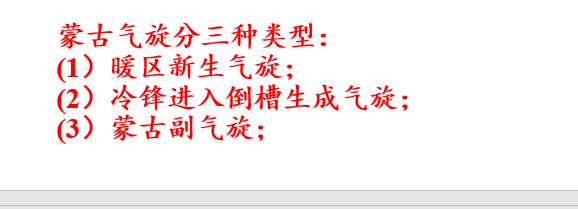 蒙古气旋分三种类型：
(1）暖区新生气旋；
(2）冷锋进入倒槽生成气旋；
(3）蒙古副气旋；